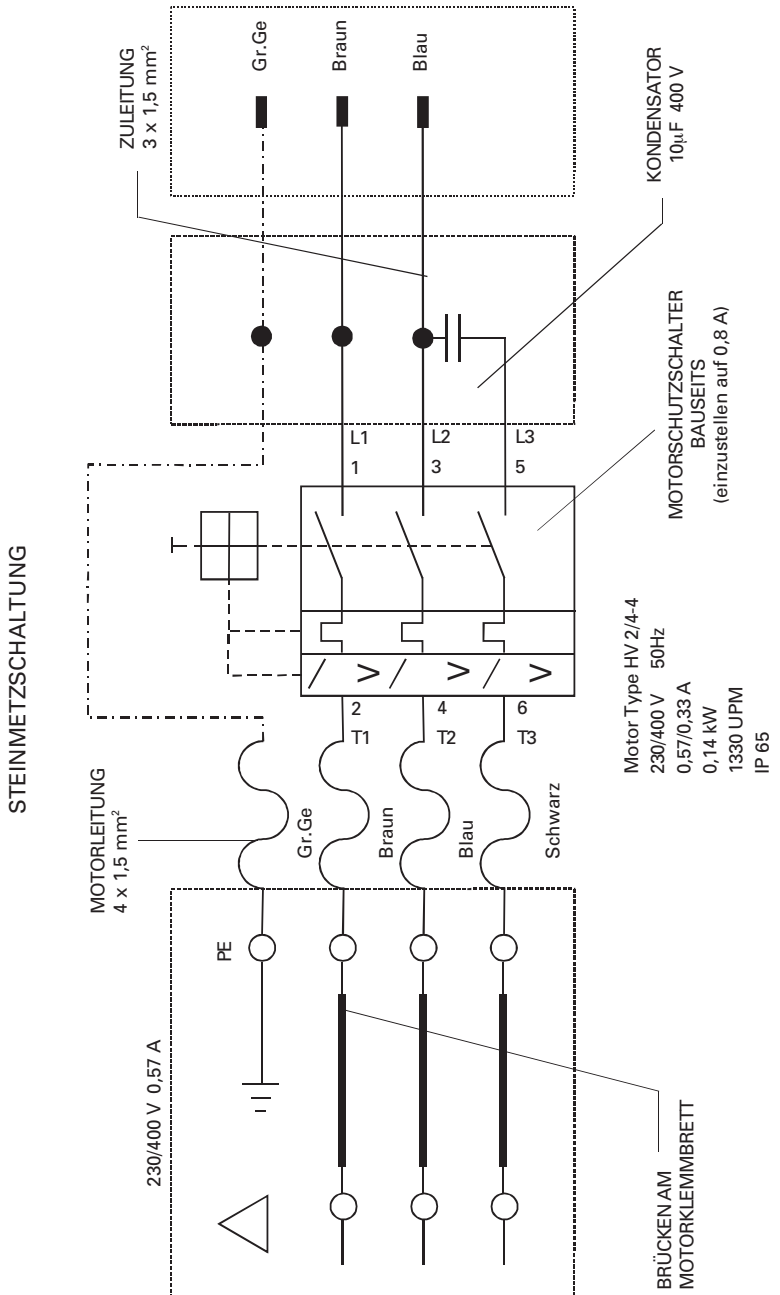 STEINMETZSCHALTUNG
ZULEITUNG
3 x 1,5 mm²
Gr.Ge
Braun
Blau
KONDENSATOR
10µF 400 V
MOTORSCHUTZSCHALTER
BAUSEITS
(einzustellen auf 0,8 A)
L1
L2
L3
1
3
5
2
4
6
T1
T2
T3
MOTORLEITUNG
4 x 1,5 mm²
Gr.Ge
Braun
Blau
Schwarz
Motor Type HV 2/4-4
230/400 V 50Hz
0,57/0,33 A
0,14 kW
1330 UPM
IP 65
230/400 V 0,57 A
PE
BRÜCKEN AM
MOTORKLEMMBRETT